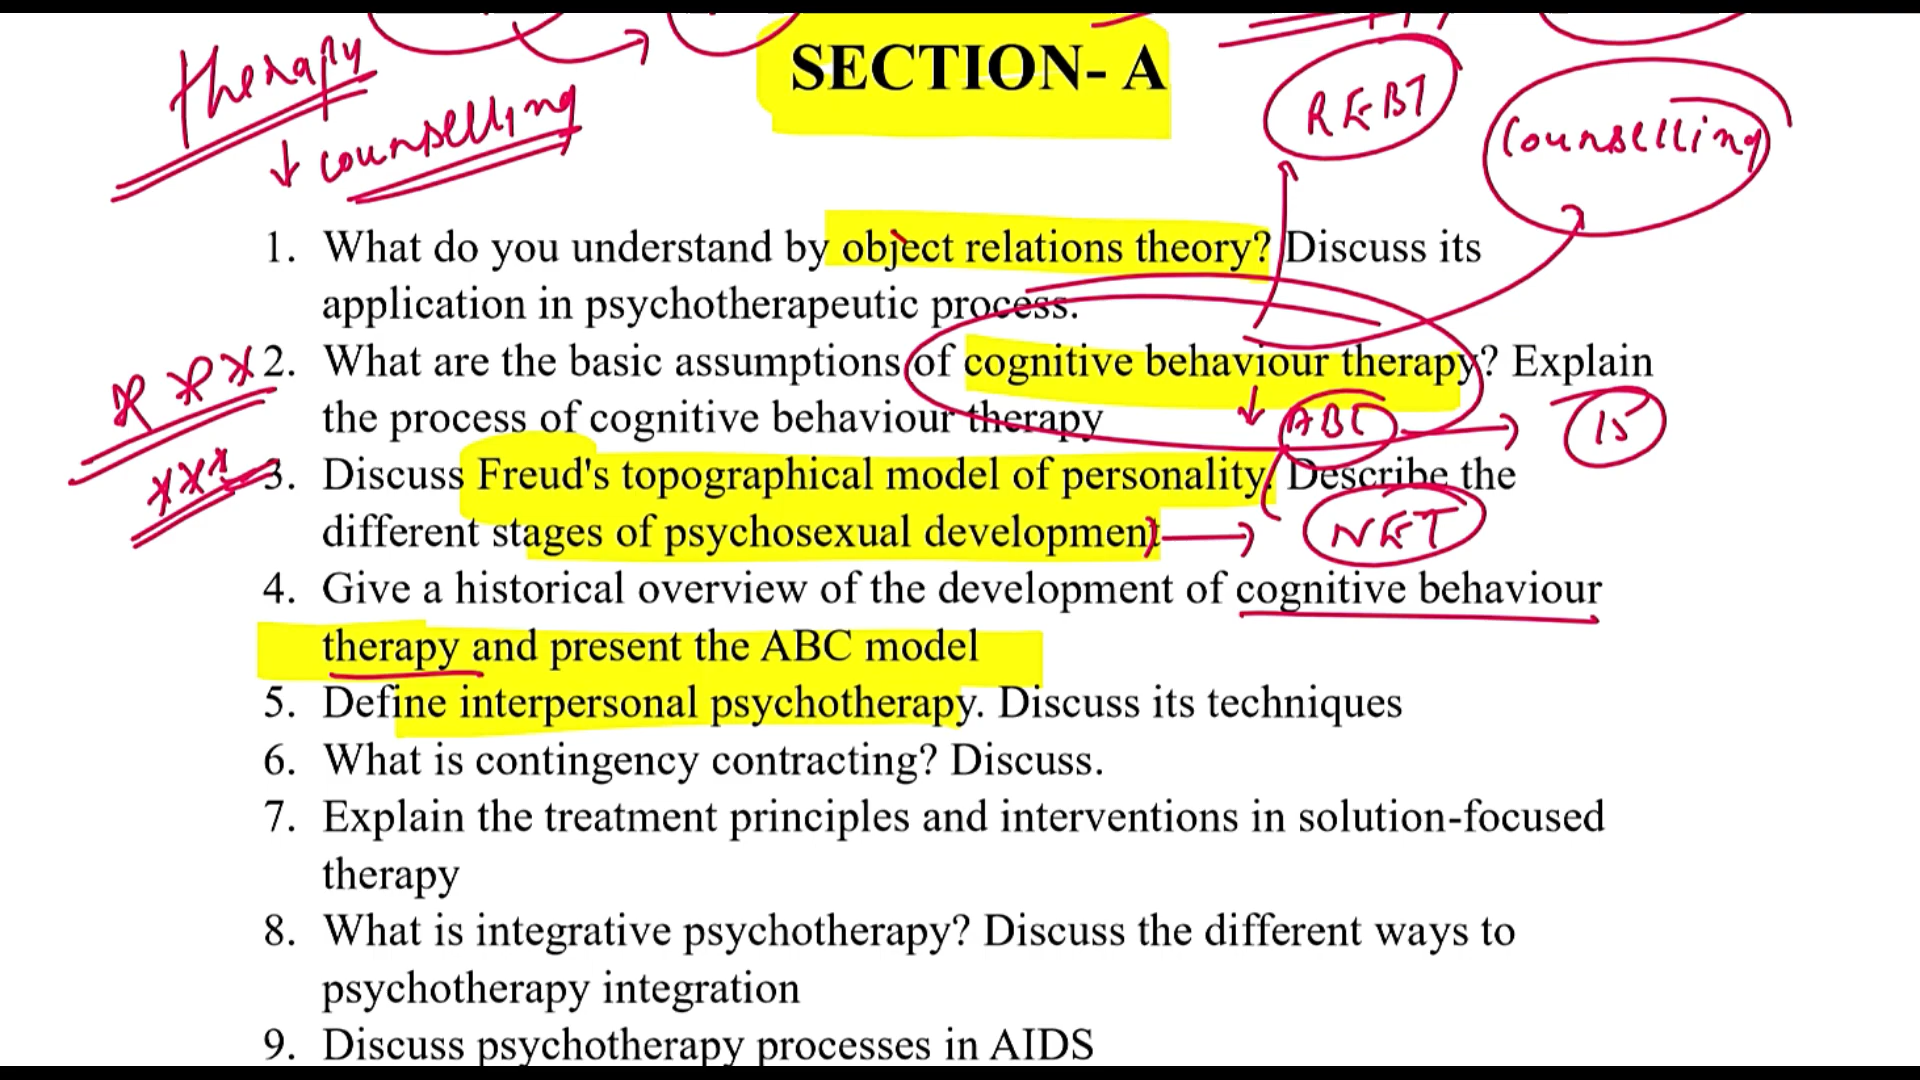 therapy
counselling
SECTION- A
REBT
counselling
1. What do you understand by object relations theory? Discuss its
application in psychotherapeutic process.
2. What are the basic assumptions of cognitive behaviour therapy? Explain
the process of cognitive behaviour therapy
ABC
15
3. Discuss Freud's topographical model of personality. Describe the
different stages of psychosexual development
NET
4. Give a historical overview of the development of cognitive behaviour
therapy and present the ABC model
5. Define interpersonal psychotherapy. Discuss its techniques
6. What is contingency contracting? Discuss.
7. Explain the treatment principles and interventions in solution-focused
therapy
8. What is integrative psychotherapy? Discuss the different ways to
psychotherapy integration
9. Discuss psychotherapy processes in AIDS